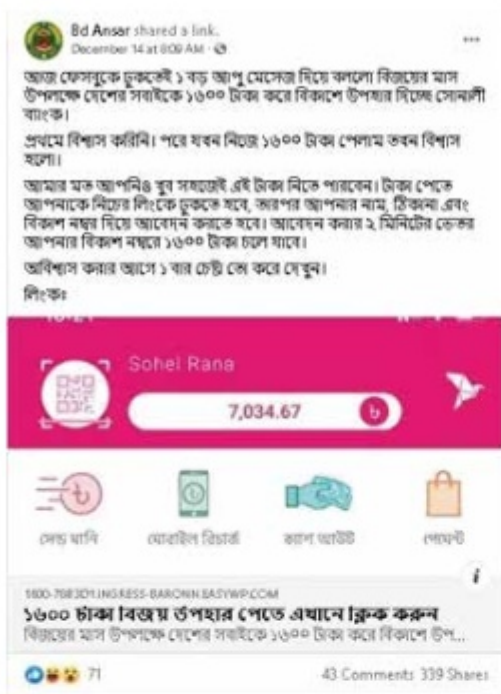 Bd Ansar shared a link.
December 14 at 8:09 AM ·
আজ ফেসবুকে ঢুকতেই ১ বড় আপু মেসেজ দিয়ে বললো বিজয়ের মাস
উপলক্ষে দেশের সবাইকে ১৬০০ টাকা করে বিকাশে উপহার দিচ্ছে সোনালী
ব্যাংক।
প্রথমে বিশ্বাস করিনি। পরে যখন নিজে ১৬০০ টাকা পেলাম তখন বিশ্বাস
হলো।
আমার মত আপনিও খুব সহজেই এই টাকা নিতে পারবেন। টাকা পেতে
আপনাকে নিচের লিংকে ঢুকতে হবে, তারপর আপনার নাম, ঠিকানা এবং
বিকাশ নম্বর দিয়ে আবেদন করতে হবে। আবেদন করার ২ মিনিটের ভেতর
আপনার বিকাশ নম্বরে ১৬০০ টাকা চলে যাবে।
অবিশ্বাস করার আগে ১ বার চেষ্টা তো করে দেখুন।
লিংকঃ
Sohel Rana
7,034.67 ৳
সেন্ড মানি মোবাইল রিচার্জ ক্যাশ আউট পেমেন্ট
১৬০০ টাকা বিজয় উপহার পেতে এখানে ক্লিক করুন
বিজয়ের মাস উপলক্ষে দেশের সবাইকে ১৬০০ টাকা করে বিকাশে উপ...
71 43 Comments 339 Shares